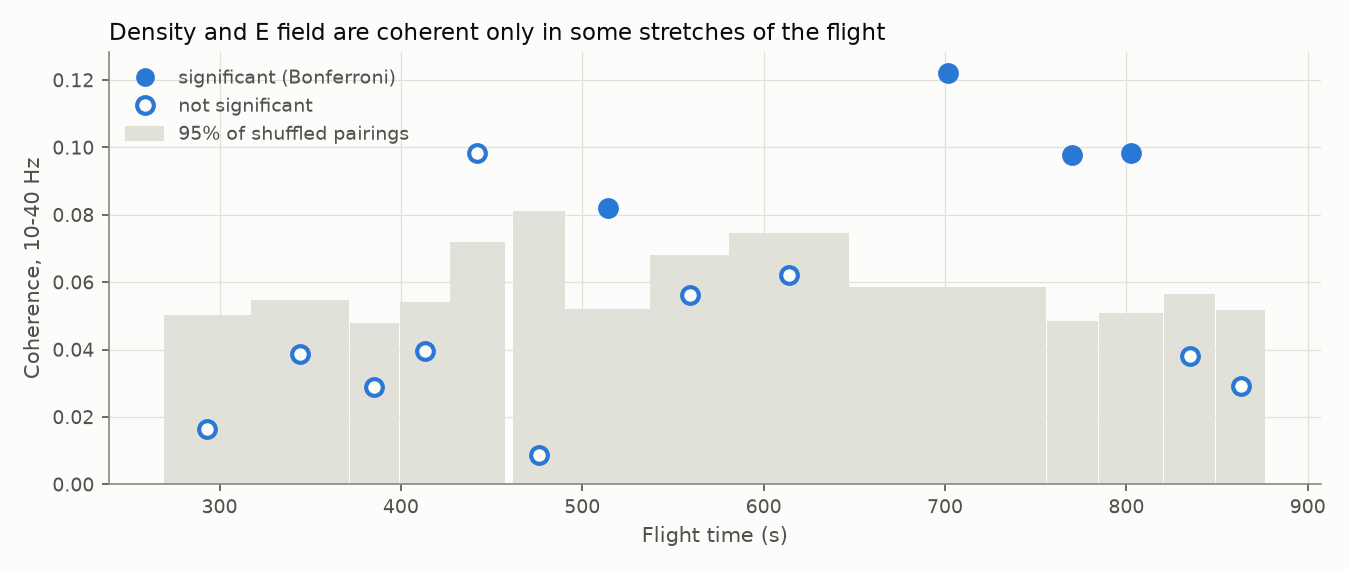 Density and E field are coherent only in some stretches of the flight
significant (Bonferroni)
not significant
95% of shuffled pairings
Coherence, 10-40 Hz
0.12
0.10
0.08
0.06
0.04
0.02
0.00
300 400 500 600 700 800 900
Flight time (s)